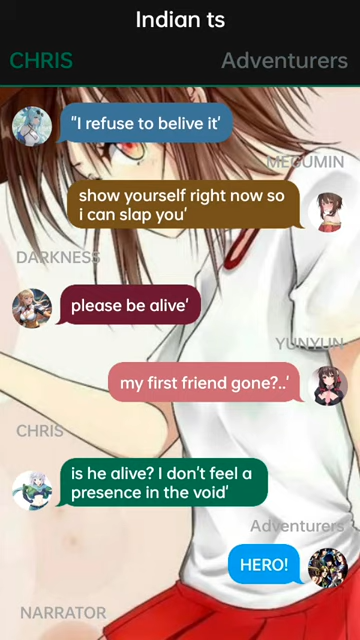 Indian ts
CHRIS
Adventurers
"I refuse to belive it'
MEGUMIN
show yourself right now so
i can slap you'
DARKNESS
please be alive'
YUNYUN
my first friend gone?..'
CHRIS
is he alive? I don't feel a
presence in the void'
Adventurers
HERO!
NARRATOR